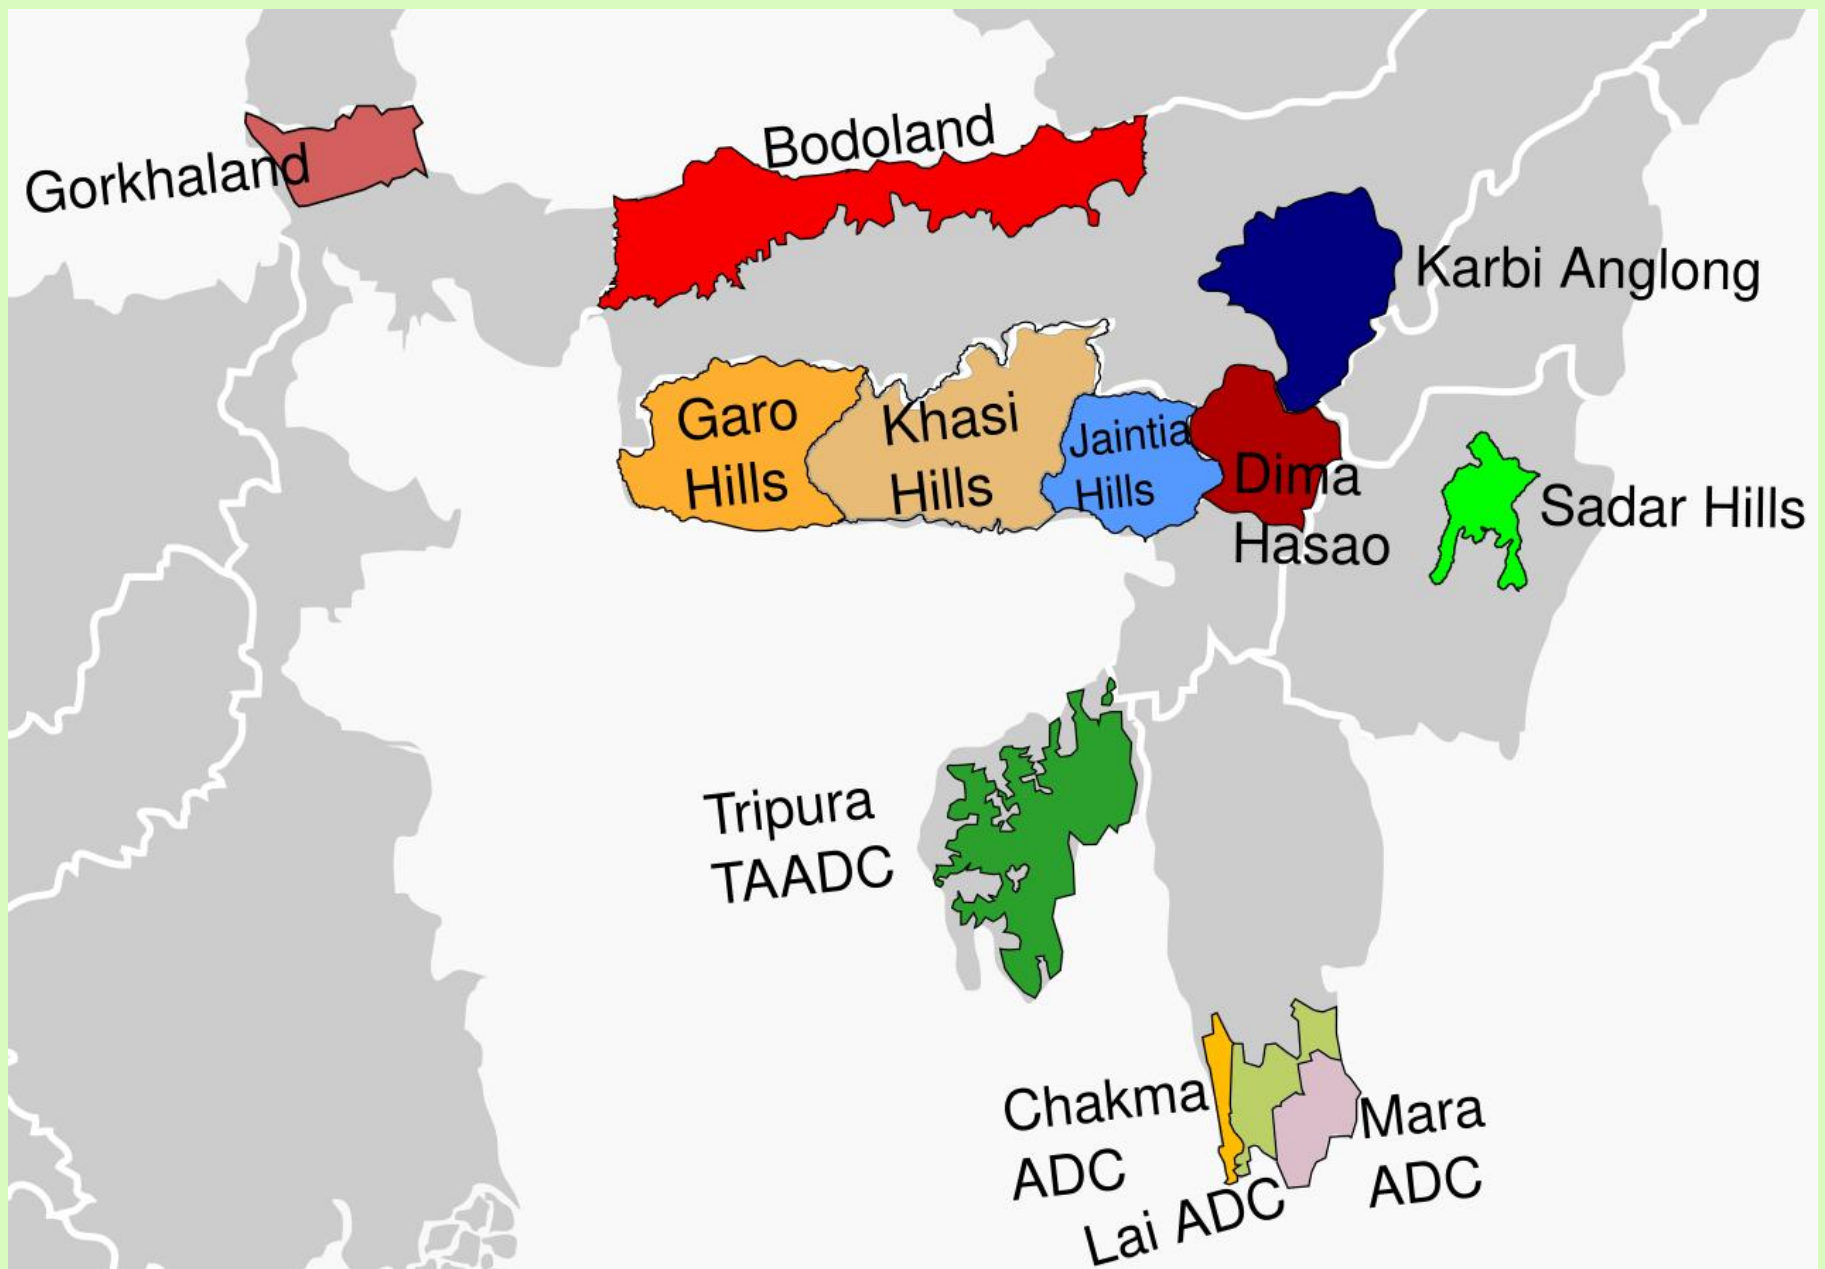 Gorkhaland
Bodoland
Karbi Anglong
Garo
Hills
Khasi
Hills
Jaintia
Hills
Dima
Hasao
Sadar Hills
Tripura
TAADC
Chakma
ADC
Lai ADC
Mara
ADC